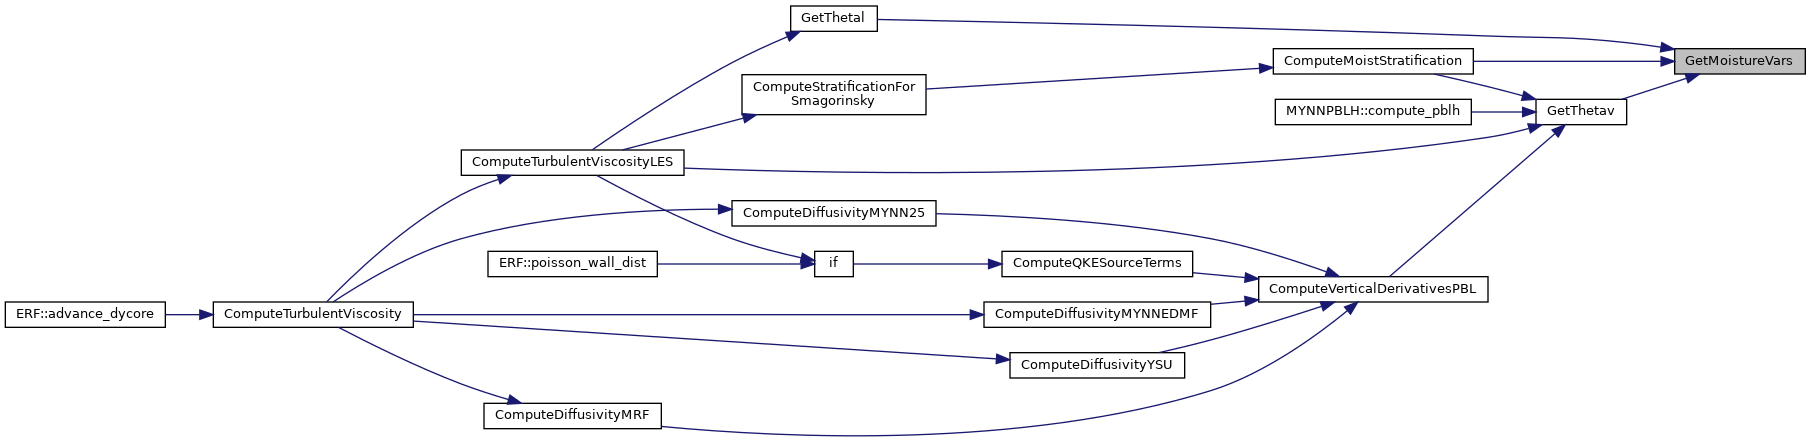 GetThetal
GetMoistureVars
ComputeMoistStratification
ComputeStratificationFor
Smagorinsky
MYNNPBLH::compute_pblh
GetThetav
ComputeTurbulentViscosityLES
ComputeDiffusivityMYNN25
ERF::poisson_wall_dist
if
ComputeQKESourceTerms
ComputeVerticalDerivativesPBL
ERF::advance_dycore
ComputeTurbulentViscosity
ComputeDiffusivityMYNNEDMF
ComputeDiffusivityYSU
ComputeDiffusivityMRF